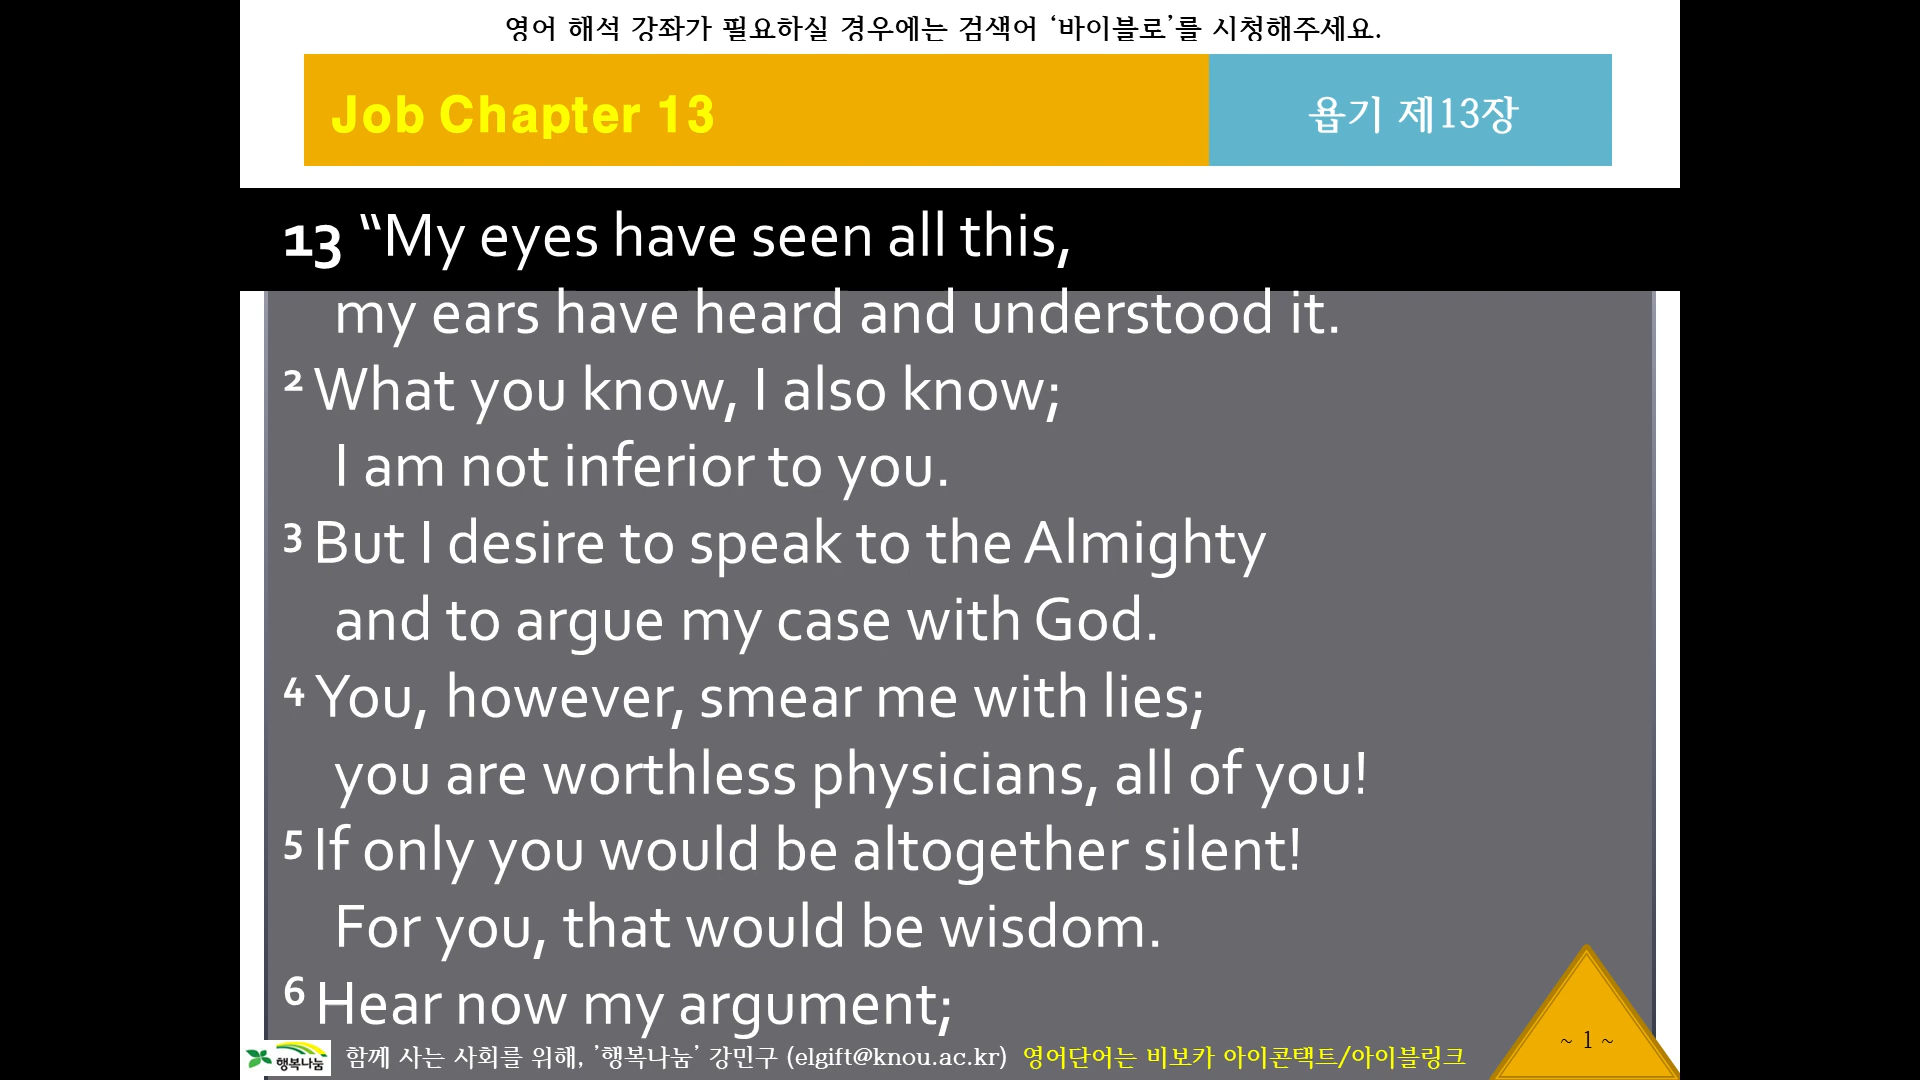 영어 해석 강좌가 필요하실 경우에는 검색어 ‘바이블로’를 시청해주세요.
Job Chapter 13
욥기 제13장
13 “My eyes have seen all this,
my ears have heard and understood it.
2 What you know, I also know;
I am not inferior to you.
3 But I desire to speak to the Almighty
and to argue my case with God.
4 You, however, smear me with lies;
you are worthless physicians, all of you!
5 If only you would be altogether silent!
For you, that would be wisdom.
6 Hear now my argument;
행복나눔 함께 사는 사회를 위해, ’행복나눔’ 강민구 (elgift@knou.ac.kr) 영어단어는 비보카 아이콘택트/아이블링크
~ 1 ~